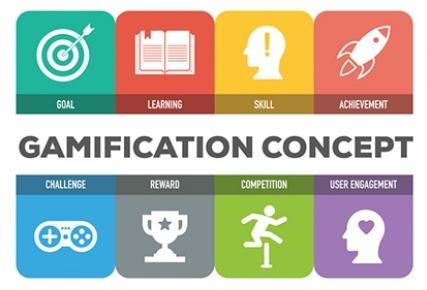 GOAL
LEARNING
SKILL
ACHIEVEMENT
GAMIFICATION CONCEPT
CHALLENGE
REWARD
COMPETITION
USER ENGAGEMENT